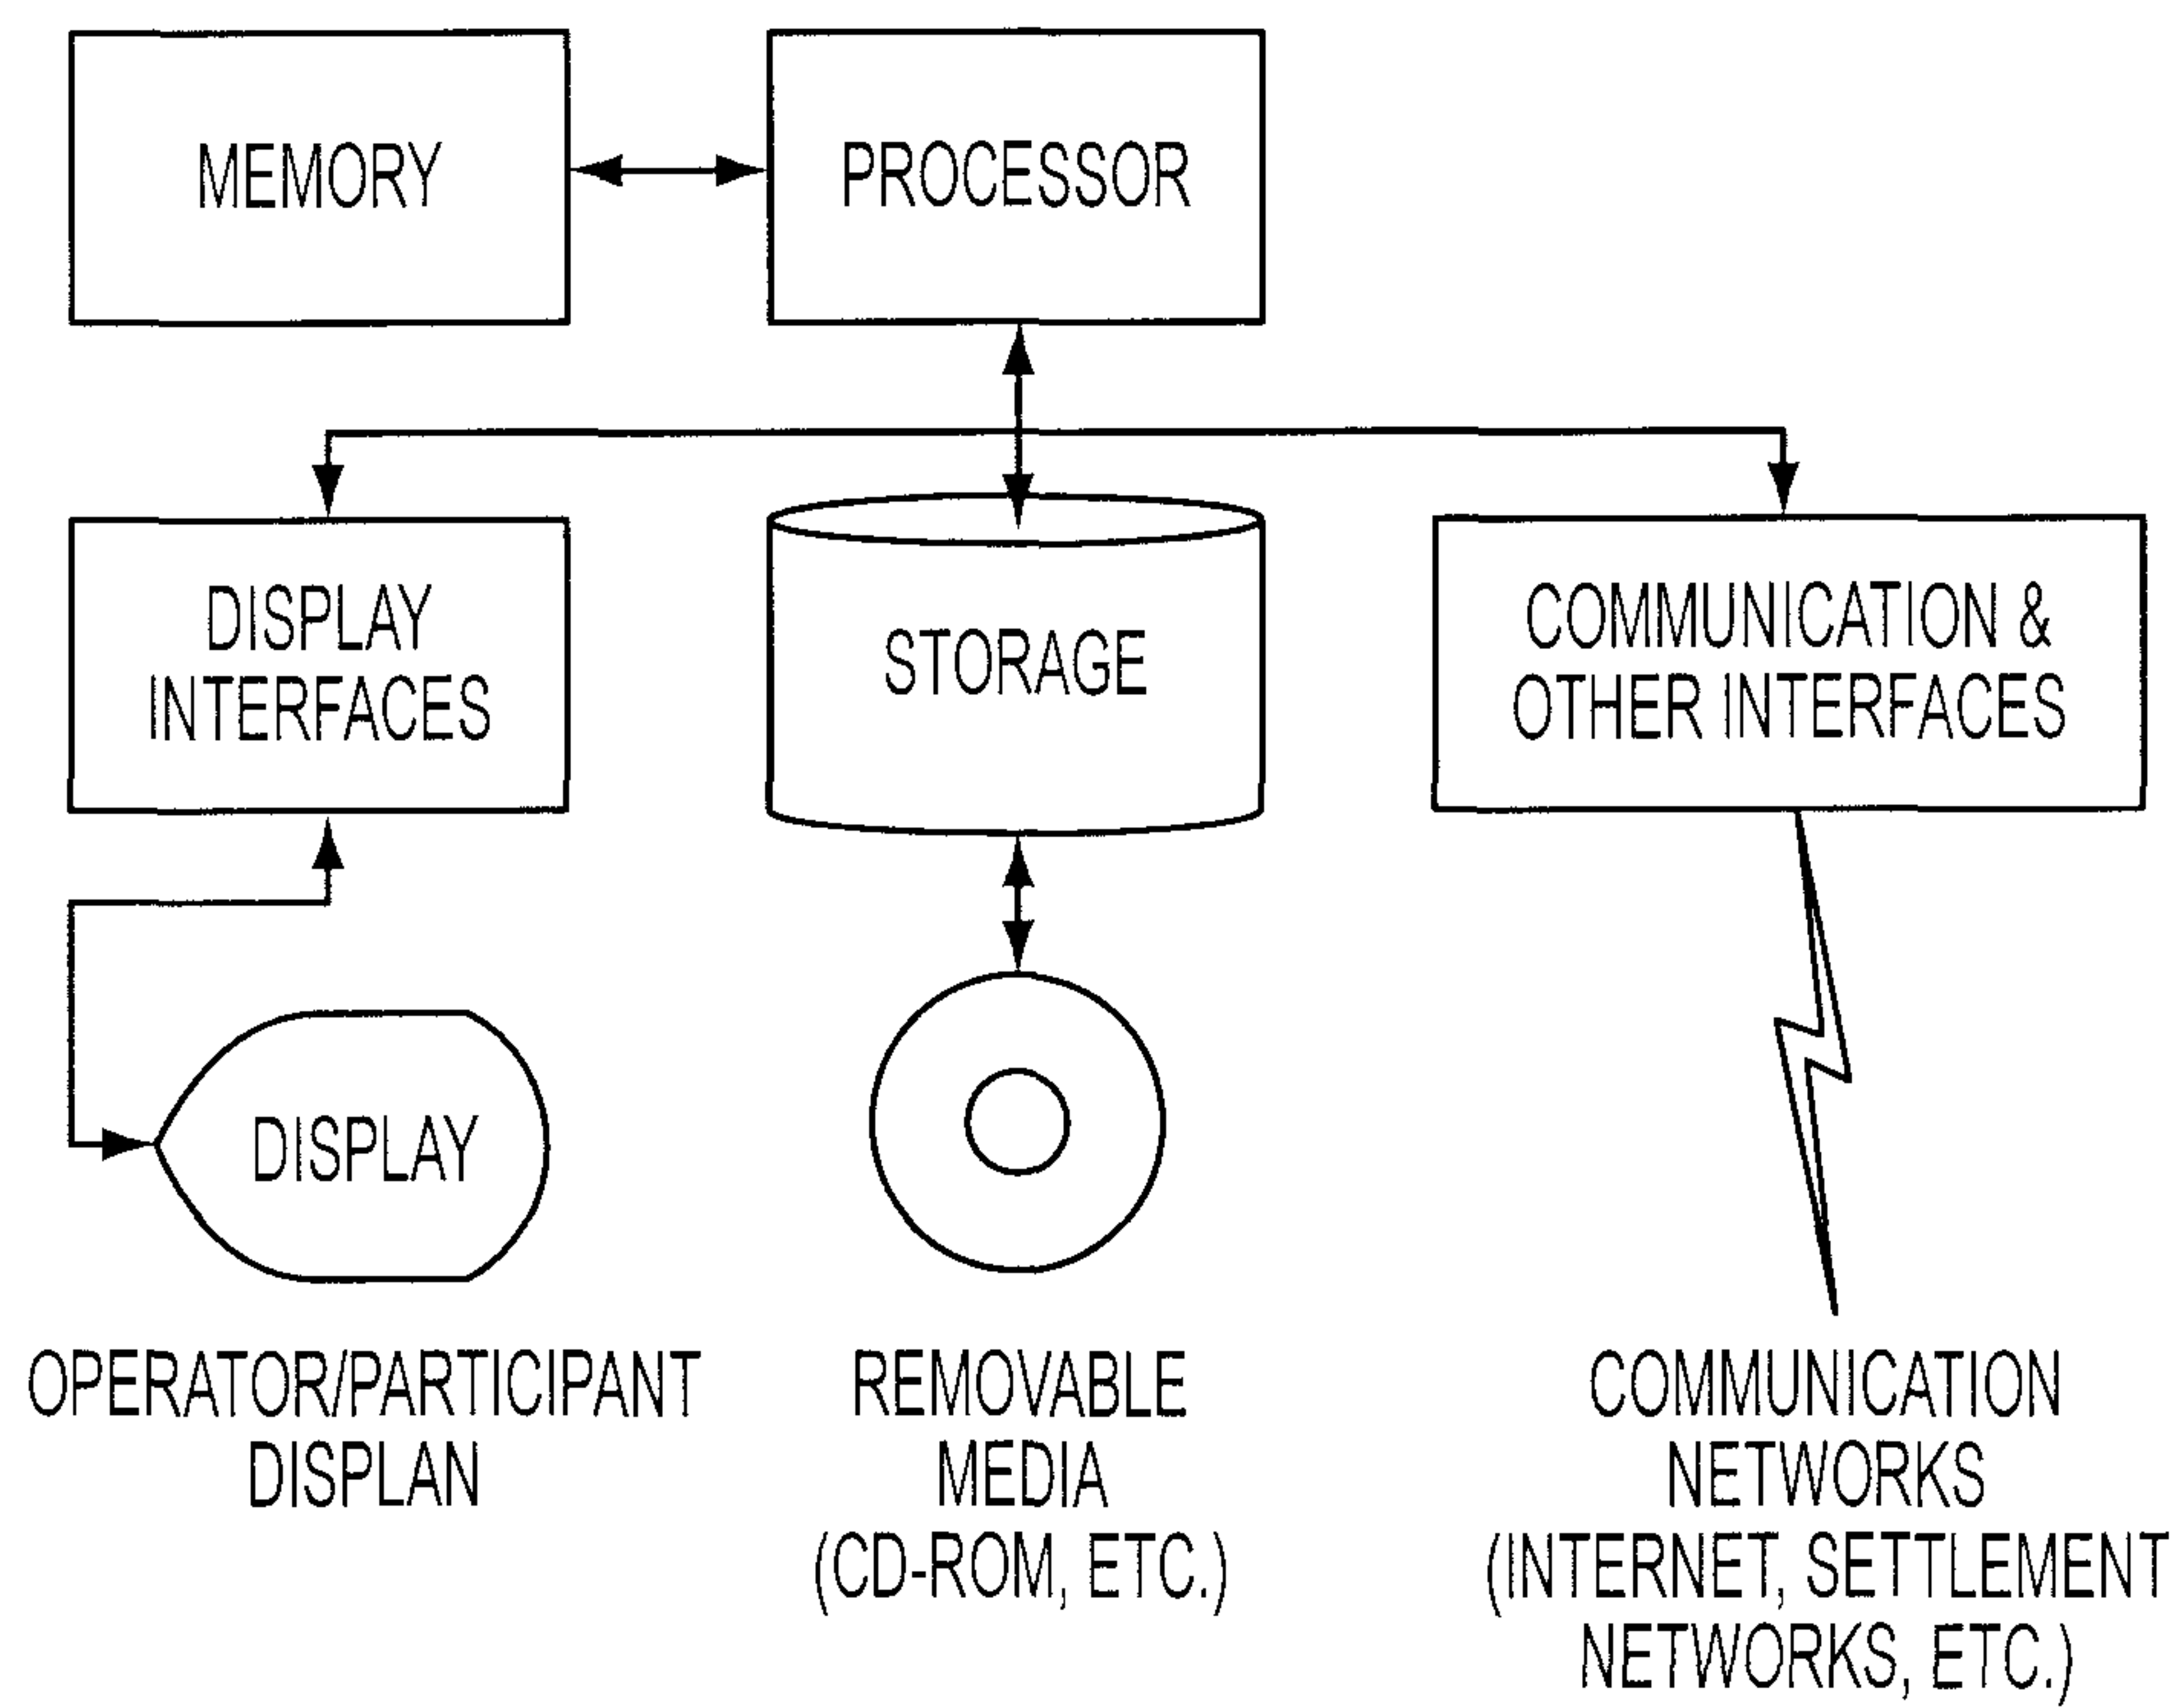 MEMORY
PROCESSOR
DISPLAY
INTERFACES
STORAGE
COMMUNICATION &
OTHER INTERFACES
DISPLAY
OPERATOR/PARTICIPANT
DISPLAN
REMOVABLE
MEDIA
(CD-ROM, ETC.)
COMMUNICATION
NETWORKS
(INTERNET, SETTLEMENT
NETWORKS, ETC.)